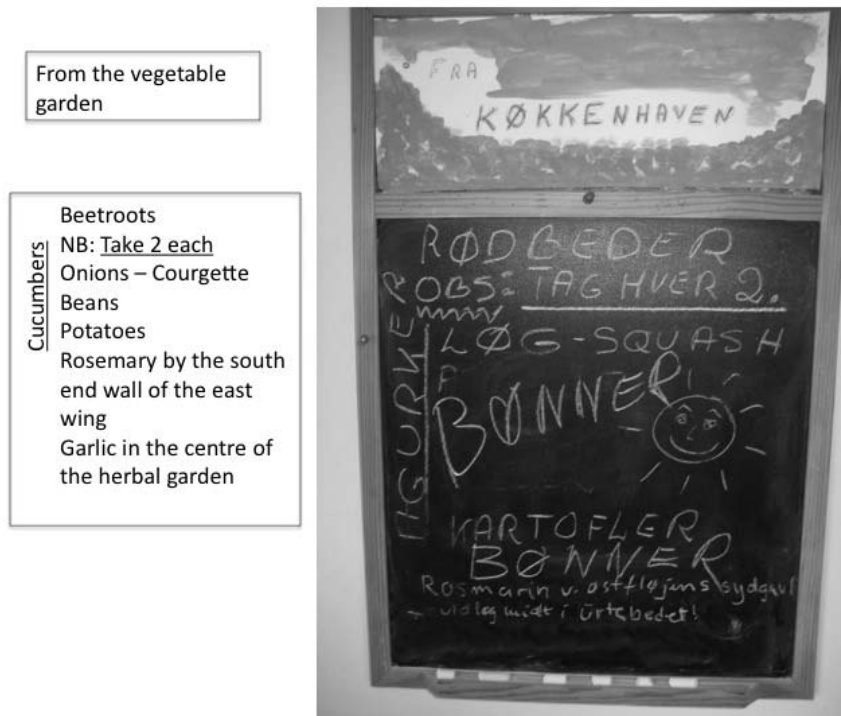 From the vegetable
garden
Beetroots
NB: Take 2 each
Onions – Courgette
Beans
Potatoes
Rosemary by the south
end wall of the east
wing
Garlic in the centre of
the herbal garden
Cucumbers
FRA
KØKKENHAVEN
RØDBEDER
OBS: TAG HVER 2.
LØG-SQUASH
BØNNER
AGURKER
KARTOFLER
BØNNER
Rosmarin v. østfløjens sydgavl
midt i urtebedet!